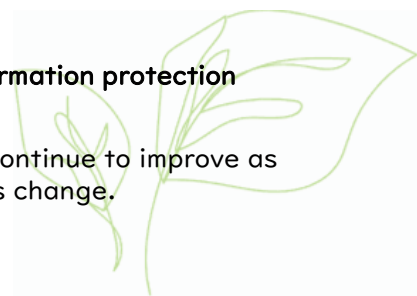 rmation protection
ontinue to improve as
s change.